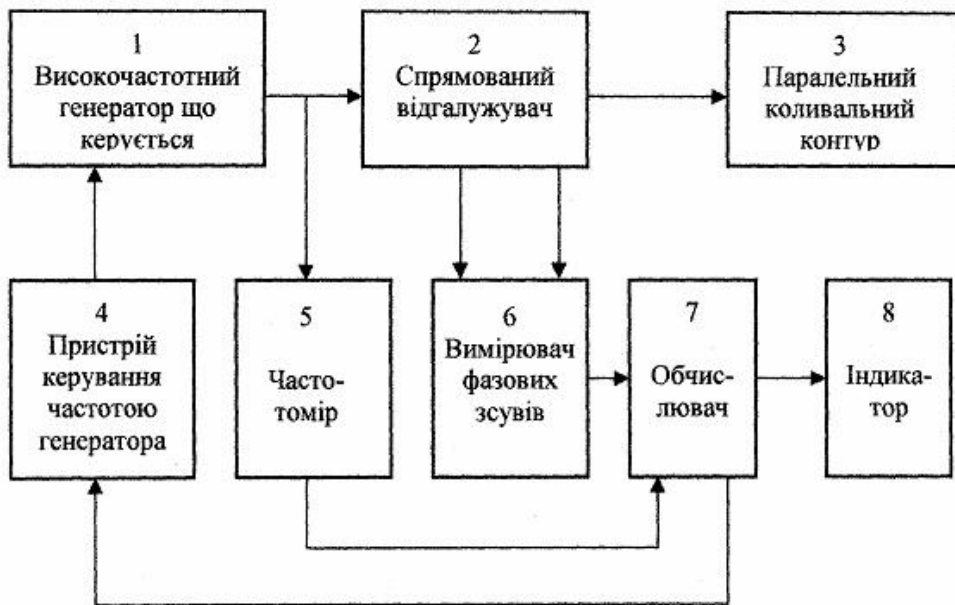 1
Високочастотний
генератор що
керується
2
Спрямований
відгалужувач
3
Паралельний
коливальний
контур
4
Пристрій
керування
частотою
генератора
5
Часто-
томір
6
Вимірювач
фазових
зсувів
7
Обчис-
лювач
8
Індика-
тор